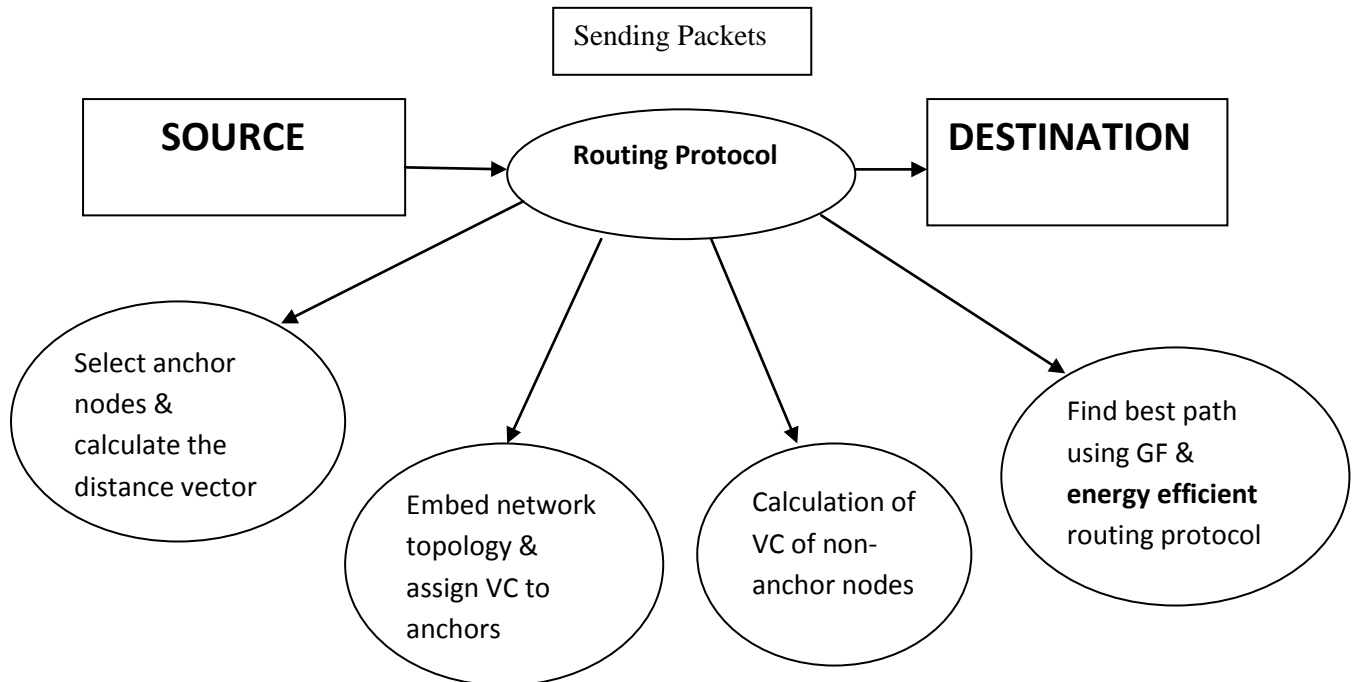 Sending Packets
SOURCE
Routing Protocol
DESTINATION
Select anchor
nodes &
calculate the
distance vector
Embed network
topology &
assign VC to
anchors
Calculation of
VC of non-
anchor nodes
Find best path
using GF &
energy efficient
routing protocol